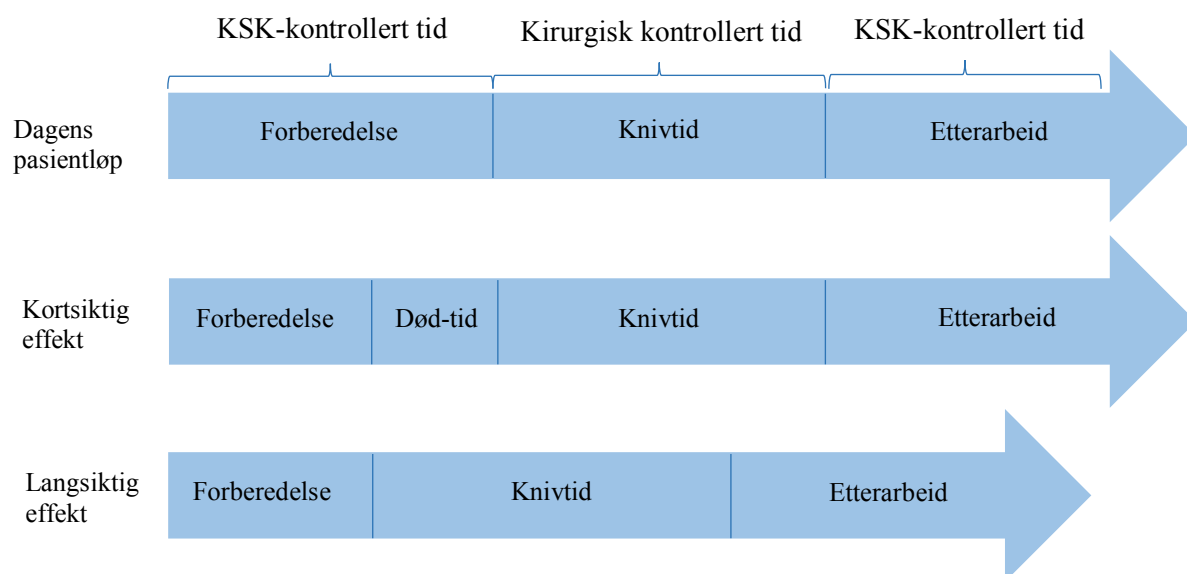 KSK-kontrollert tid
Kirurgisk kontrollert tid
KSK-kontrollert tid
Dagens
pasientløp
Forberedelse
Knivtid
Etterarbeid
Kortsiktig
effekt
Forberedelse
Død-tid
Knivtid
Etterarbeid
Langsiktig
effekt
Forberedelse
Knivtid
Etterarbeid